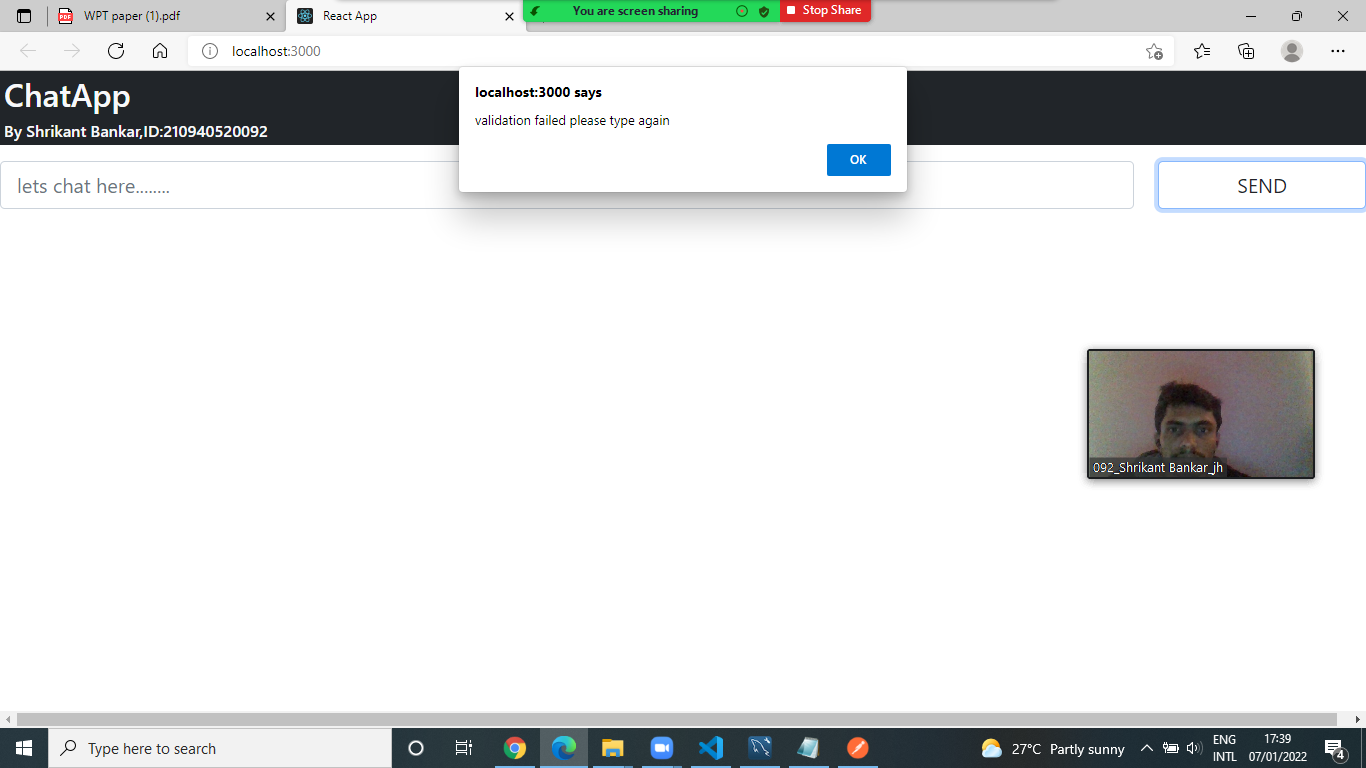 WPT paper (1).pdf
React App
You are screen sharing
Stop Share
localhost:3000
ChatApp
By Shrikant Bankar,ID:210940520092
localhost:3000 says
validation failed please type again
OK
lets chat here........
SEND
092_Shrikant Bankar_jh
Type here to search
27°C Partly sunny
ENG
INTL
17:39
07/01/2022
4